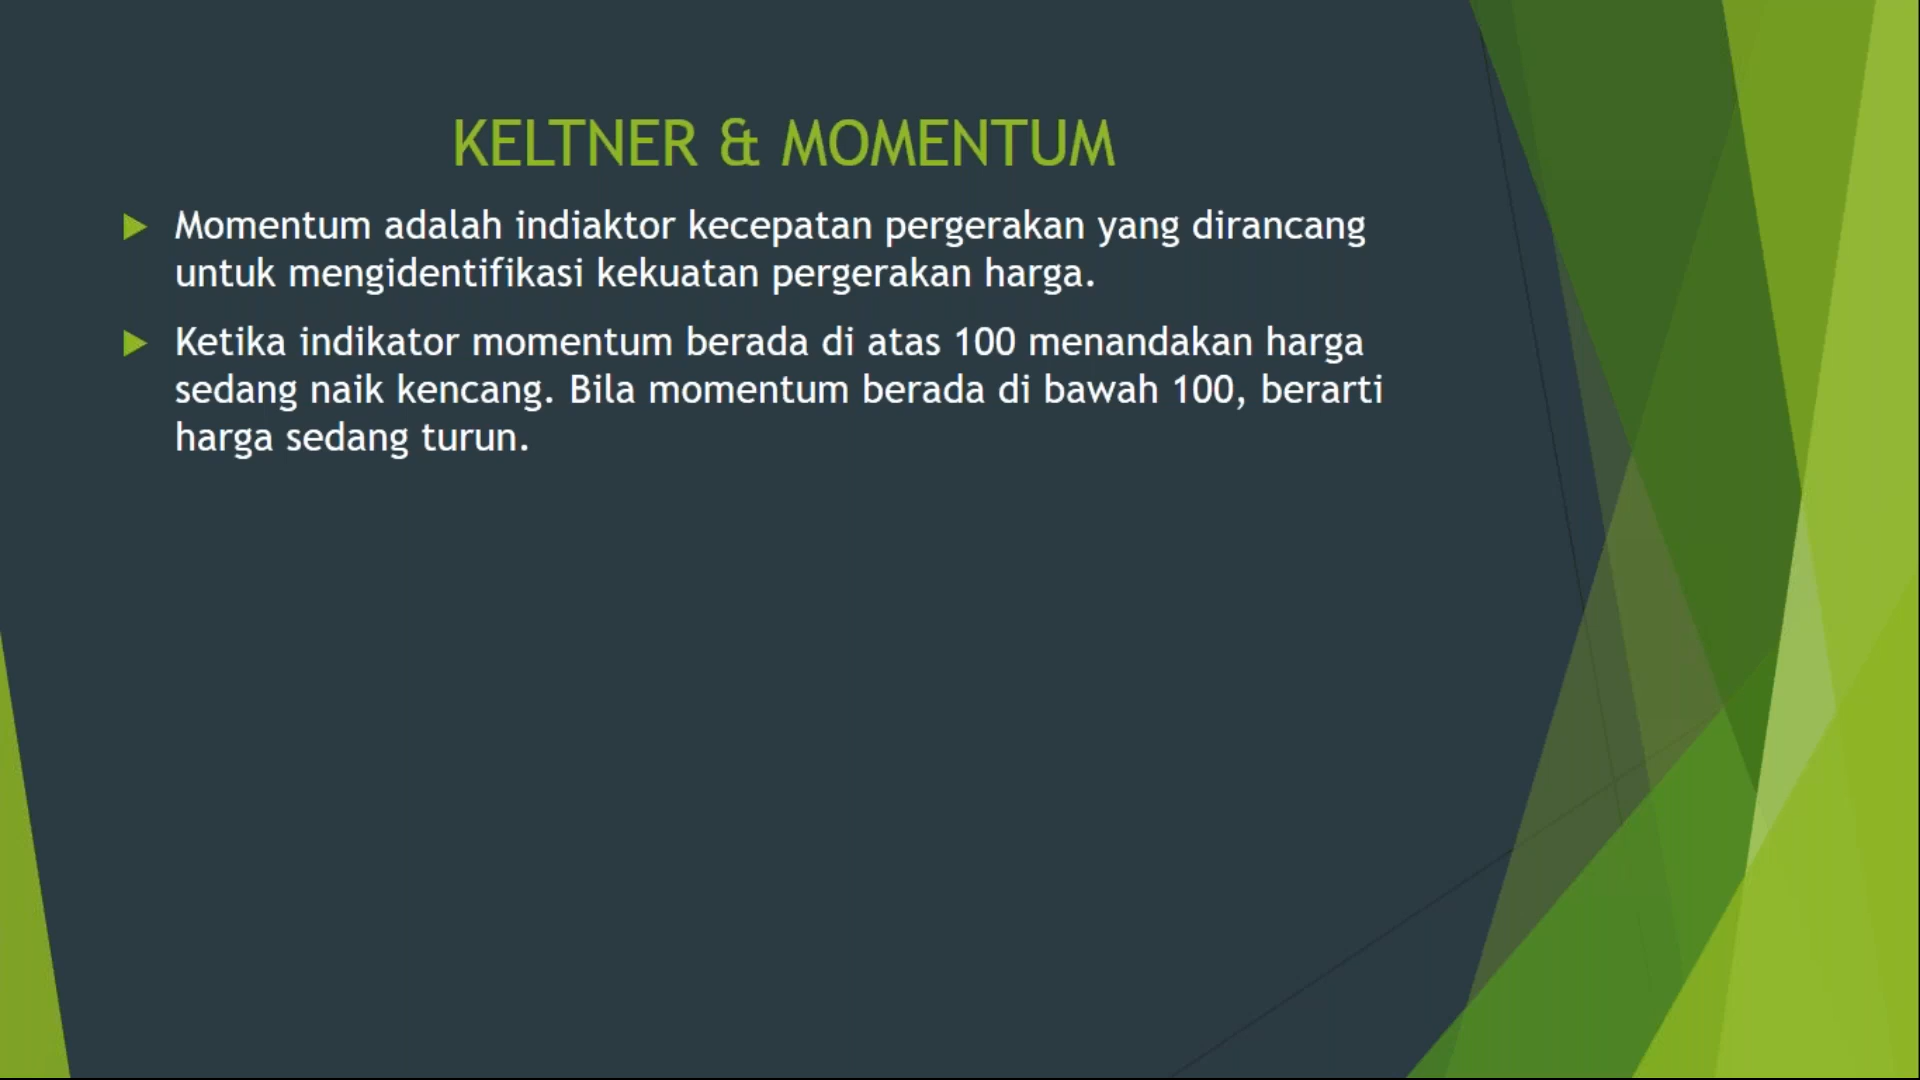 KELTNER & MOMENTUM
Momentum adalah indiaktor kecepatan pergerakan yang dirancang
untuk mengidentifikasi kekuatan pergerakan harga.
Ketika indikator momentum berada di atas 100 menandakan harga
sedang naik kencang. Bila momentum berada di bawah 100, berarti
harga sedang turun.